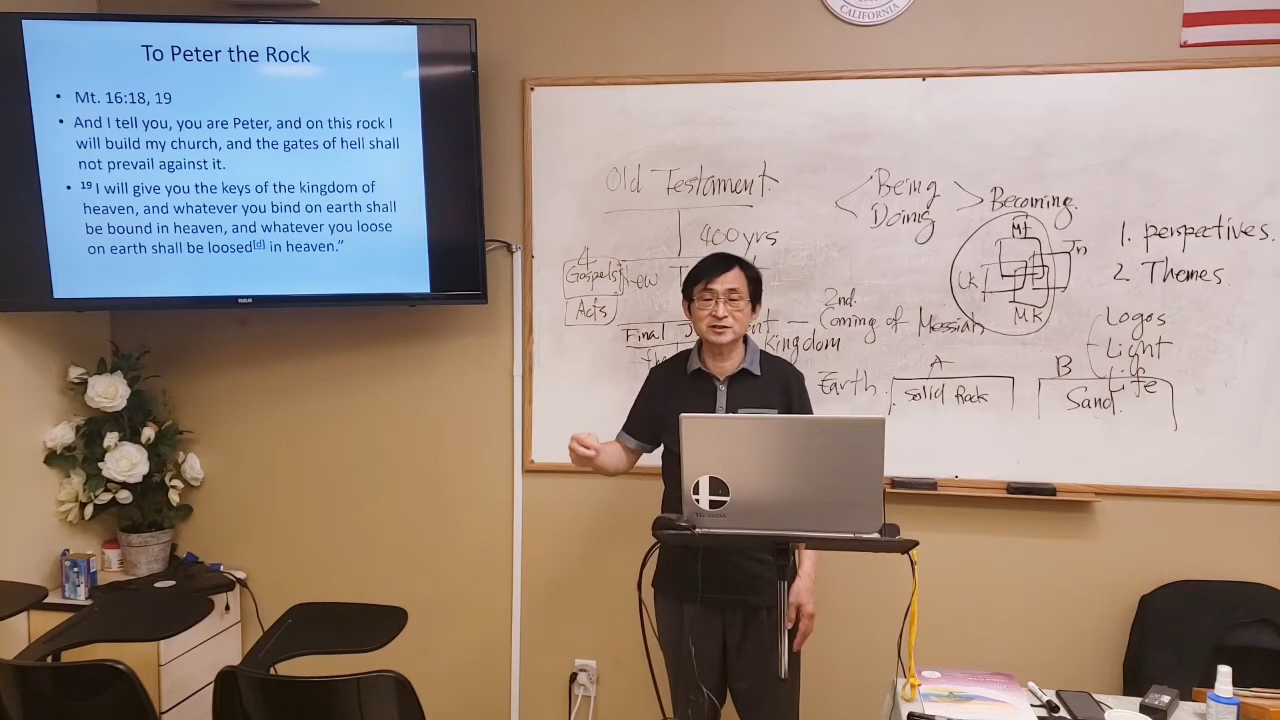 To Peter the Rock
• Mt. 16:18, 19
• And I tell you, you are Peter, and on this rock I
will build my church, and the gates of hell shall
not prevail against it.
• 19 I will give you the keys of the kingdom of
heaven, and whatever you bind on earth shall
be bound in heaven, and whatever you loose
on earth shall be loosed[d] in heaven.”
RCA
CALIFORNIA
Old Testament.
400 yrs
4
Gospels
Acts
New
Final
2nd.
Coming of Messiah
Kingdom
Being
Doing
Becoming.
Mt
Jn
LK
MK
1. perspectives.
2. Themes.
Logos
Light
Life
Earth.
A
Solid Rock
B
Sand.